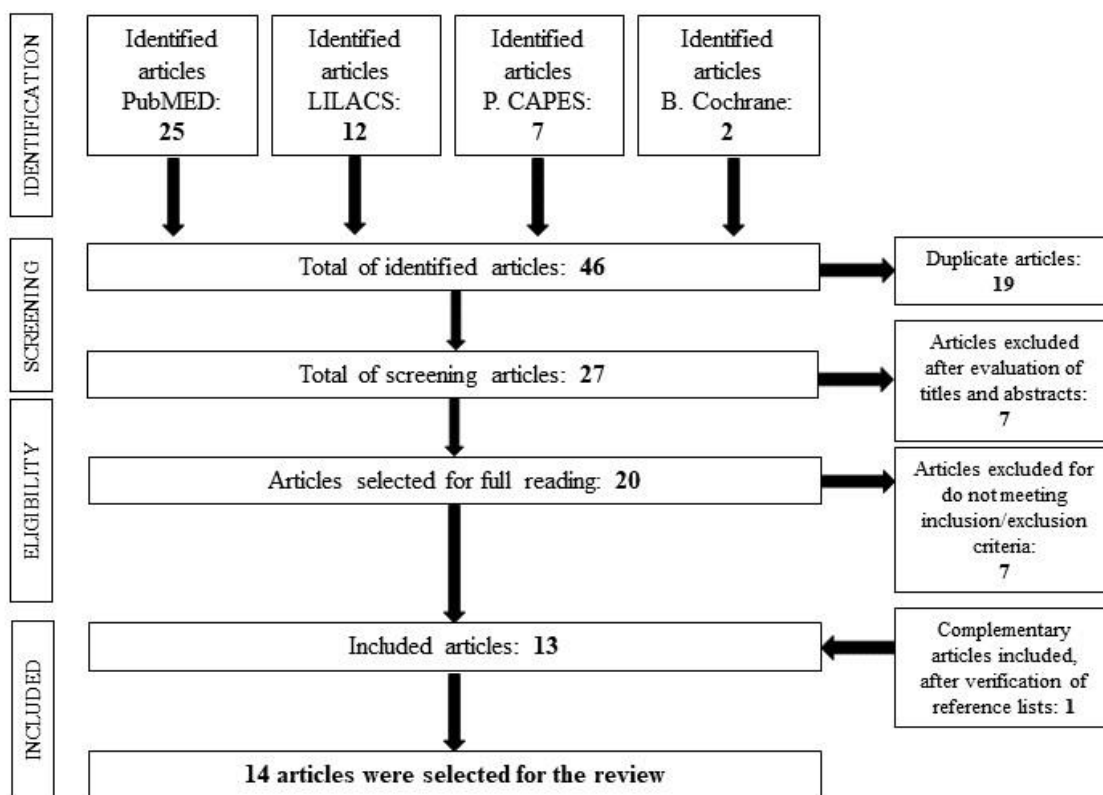 IDENTIFICATION
Identified
articles
PubMED:
25
Identified
articles
LILACS:
12
Identified
articles
P. CAPES:
7
Identified
articles
B. Cochrane:
2
SCREENING
Total of identified articles: 46
Duplicate articles:
19
Total of screening articles: 27
Articles excluded
after evaluation of
titles and abstracts:
7
ELIGIBILITY
Articles selected for full reading: 20
Articles excluded for
do not meeting
inclusion/exclusion
criteria:
7
INCLUDED
Included articles: 13
Complementary
articles included,
after verification of
reference lists: 1
14 articles were selected for the review